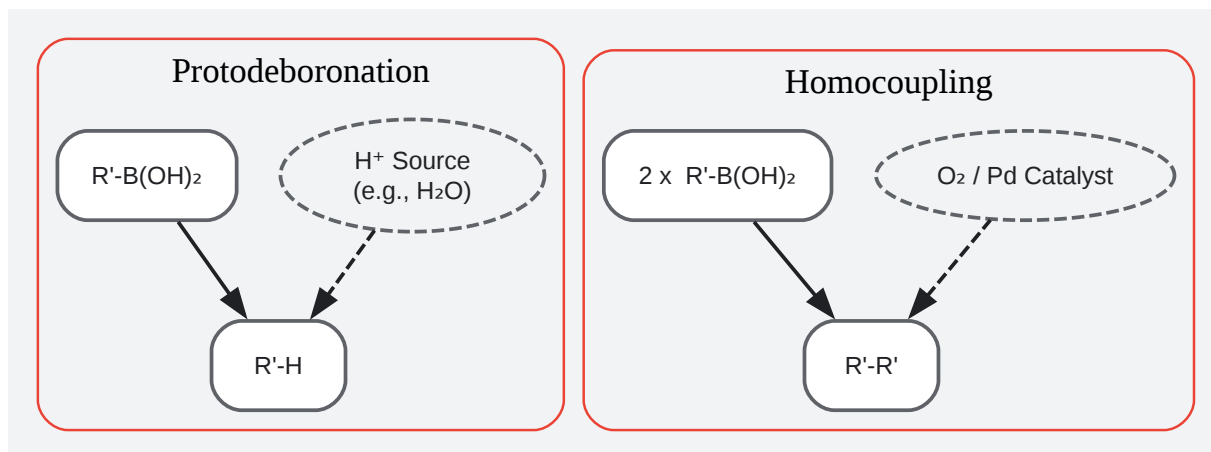 Protodeboronation
R'-B(OH)₂
H⁺ Source
(e.g., H₂O)
R'-H
Homocoupling
2 x  R'-B(OH)₂
O₂ / Pd Catalyst
R'-R'